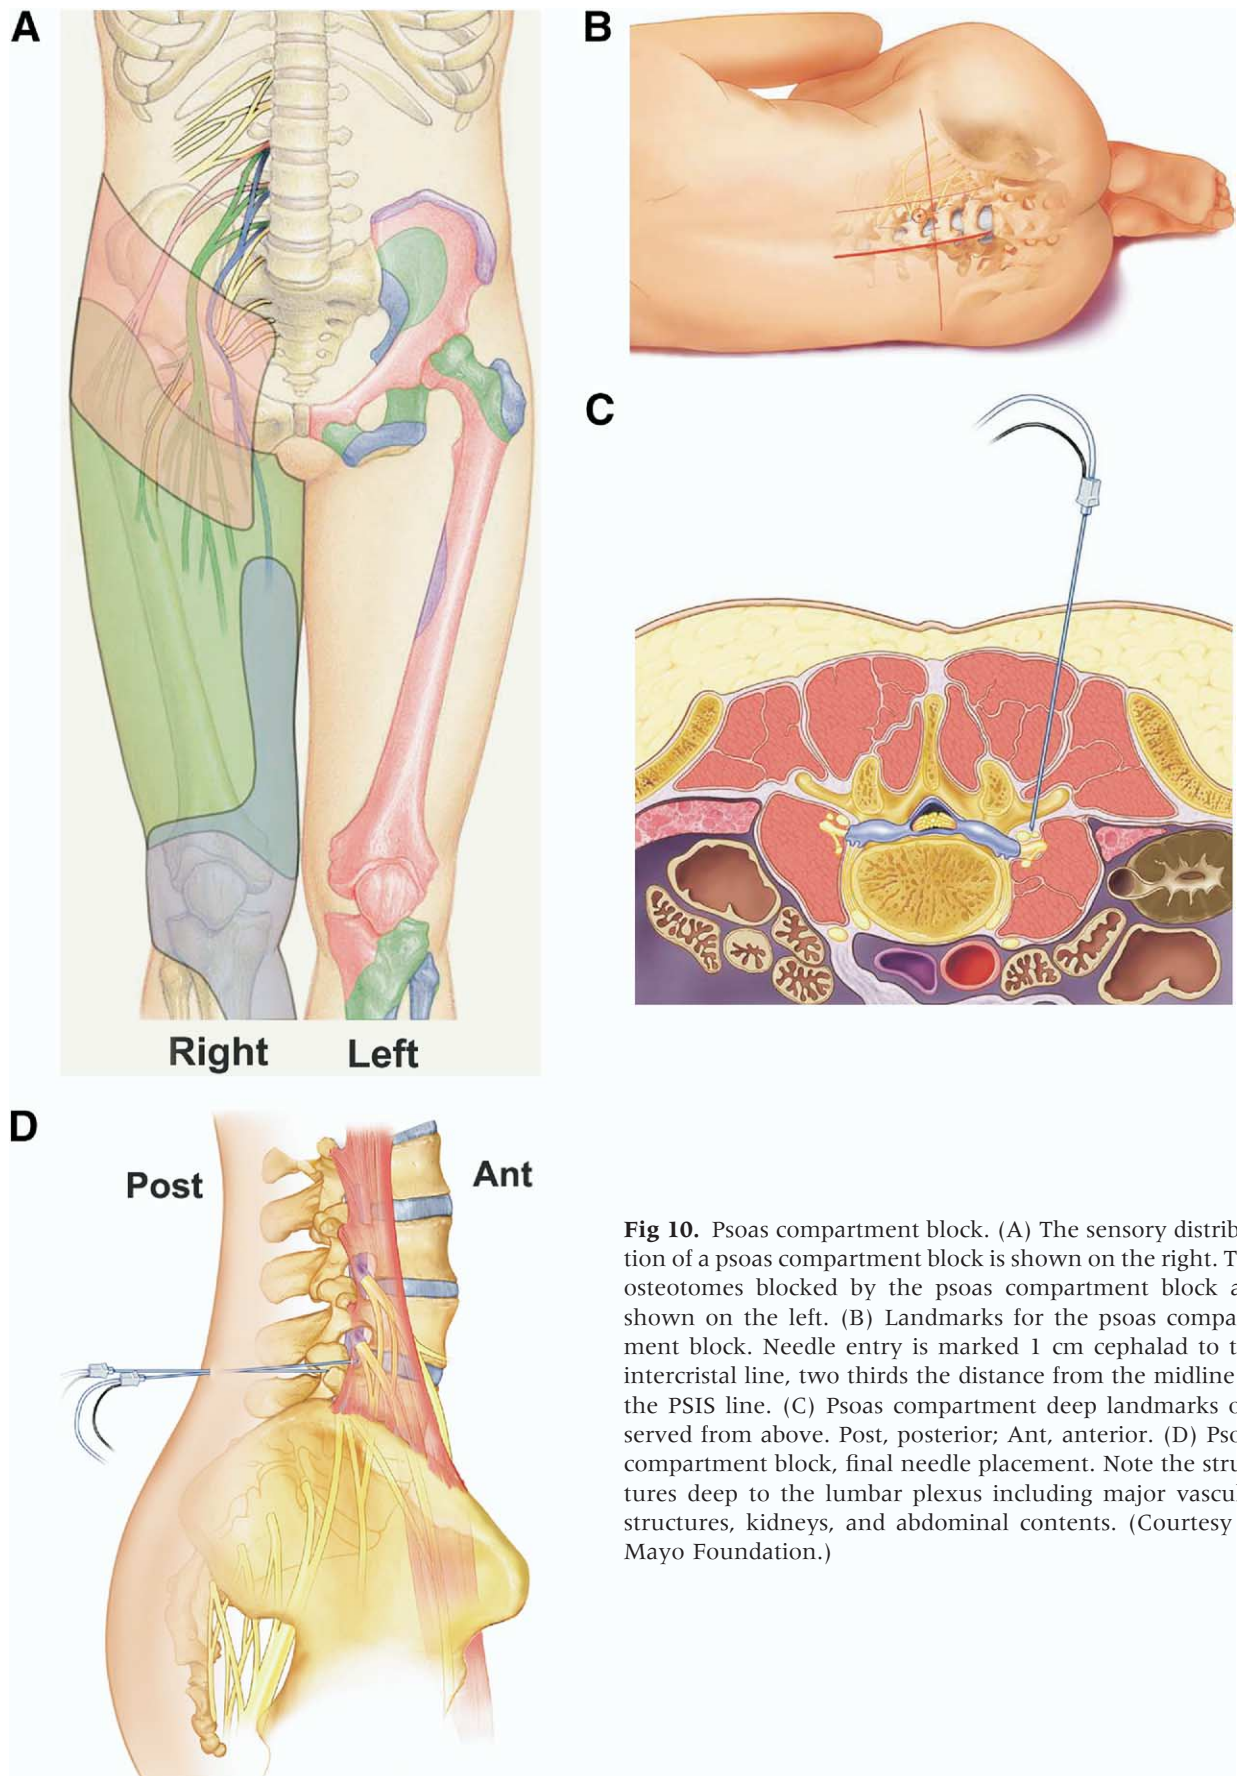 A
B
C
Right Left
D
Post
Ant
Fig 10. Psoas compartment block. (A) The sensory distrib
tion of a psoas compartment block is shown on the right. T
osteotomes blocked by the psoas compartment block a
shown on the left. (B) Landmarks for the psoas compa
ment block. Needle entry is marked 1 cm cephalad to t
intercristal line, two thirds the distance from the midline
the PSIS line. (C) Psoas compartment deep landmarks o
served from above. Post, posterior; Ant, anterior. (D) Pso
compartment block, final needle placement. Note the stru
tures deep to the lumbar plexus including major vascul
structures, kidneys, and abdominal contents. (Courtesy
Mayo Foundation.)